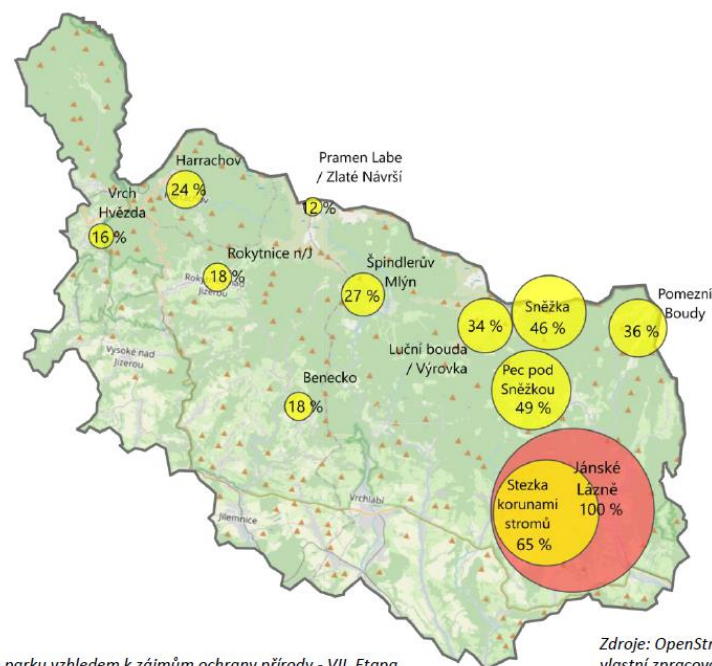 Harrachov
24 %
Pramen Labe
/ Zlaté Návrší
12 %
Vrch
Hvězda
16 %
Rokytnice n/J
18 %
Jizerou
Špindlerův
Mlýn
27 %
Sněžka
46 %
Pomezní
Boudy
36 %
34 %
Luční bouda
/ Výrovka
Vysoké nad
Jizerou
Benecko
18 %
Pec pod
Sněžkou
49 %
Jánské
Lázně
100 %
Stezka
korunami
stromů
65 %
Vrchlabí
Jilemnice
parku vzhledem k zájmům ochrany přírody - VII. Etapa
Zdroje: OpenStr
vlastní zpracov